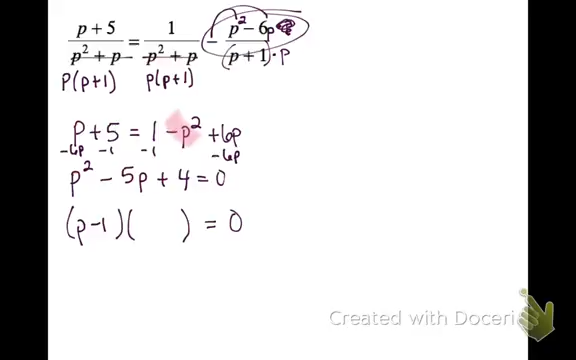 p + 5 / p² + p = 1 / p² + p − p² − 6p / (p + 1) · p
P(p+1) p(p+1)
p + 5 = 1 − p² + 6p
−6p −1 −1 −6p
p² − 5p + 4 = 0
(p−1)( ) = 0
Created with Doceri